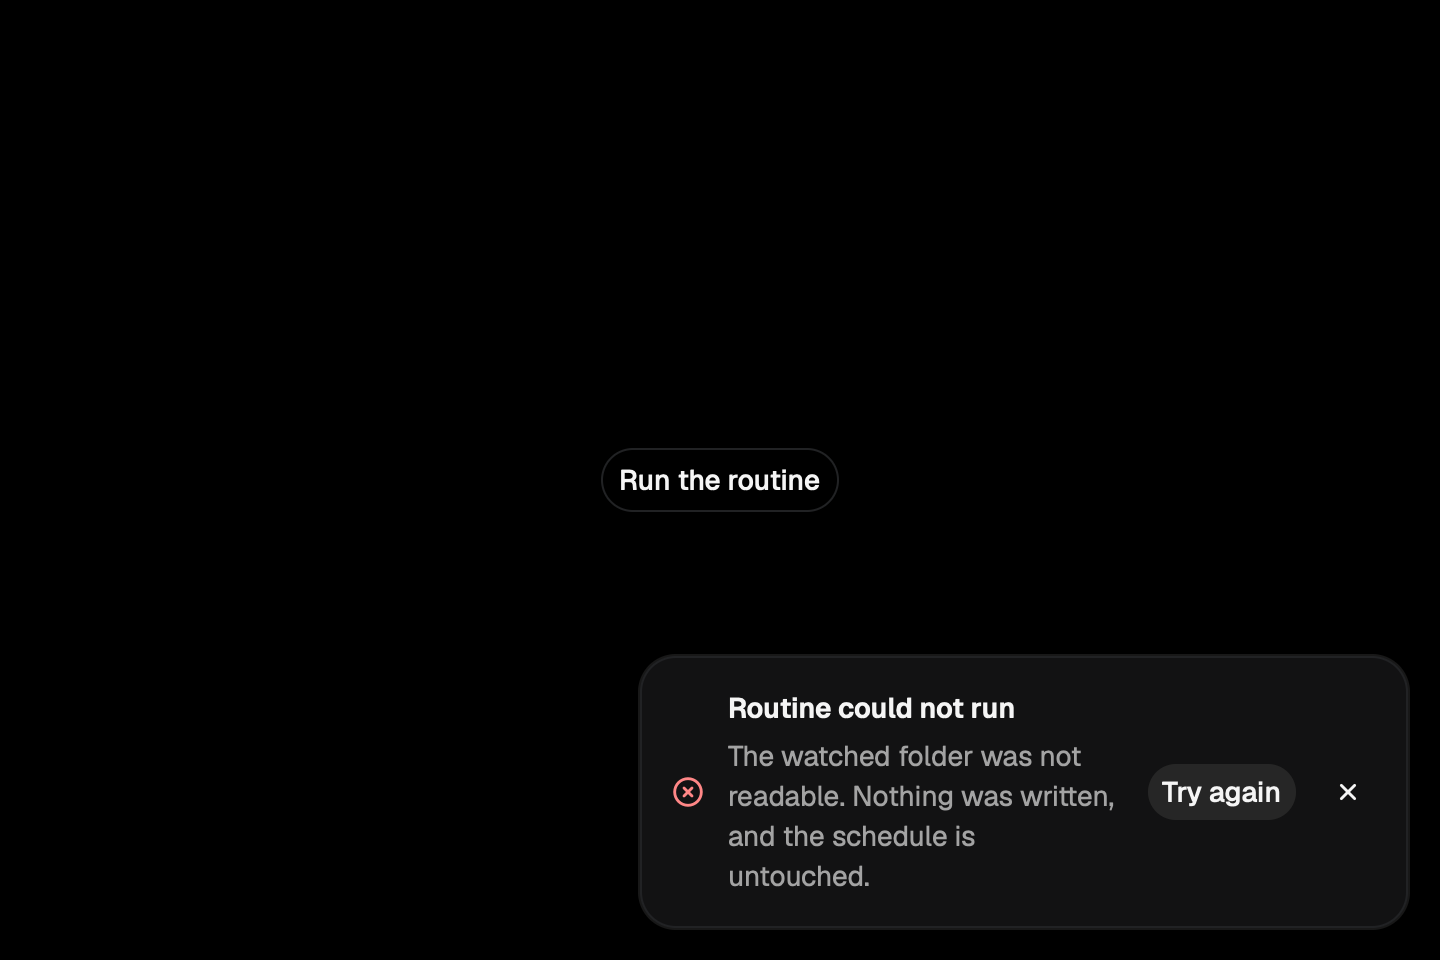 Run the routine
Routine could not run
The watched folder was not
readable. Nothing was written,
and the schedule is
untouched.
Try again